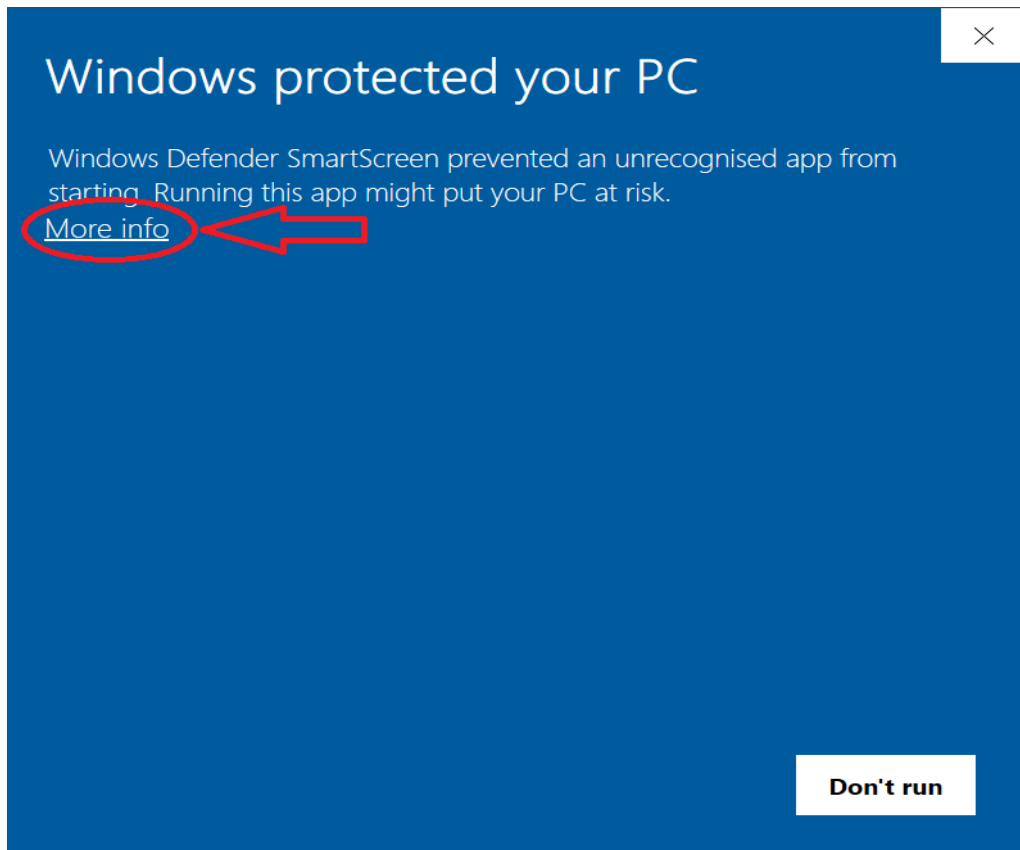 Windows protected your PC
Windows Defender SmartScreen prevented an unrecognised app from
starting. Running this app might put your PC at risk.
More info
Don't run